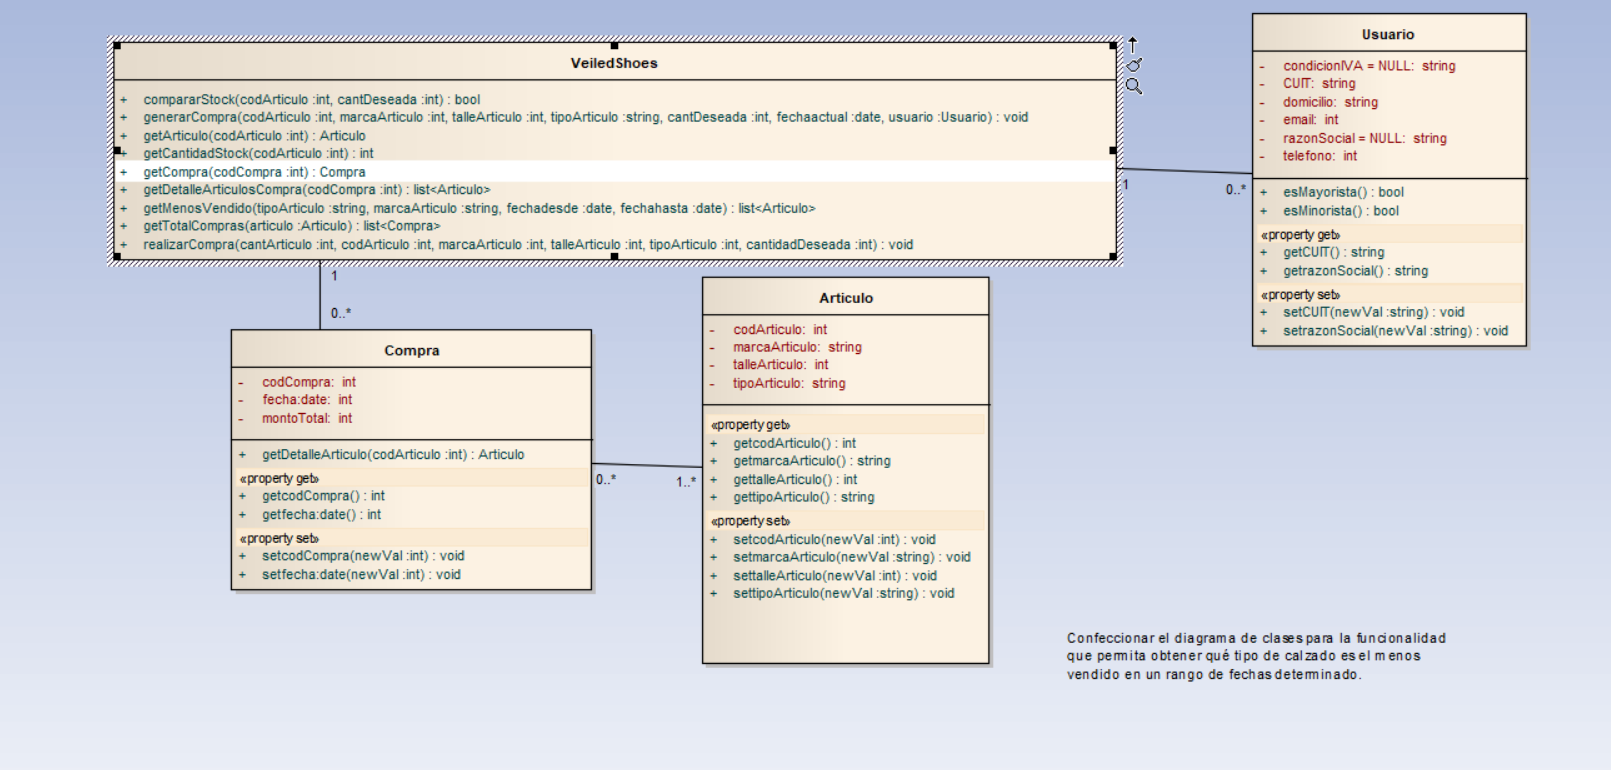 VeiledShoes
+ compararStock(codArticulo :int, cantDeseada :int) : bool
+ generarCompra(codArticulo :int, marcaArticulo :int, talleArticulo :int, tipoArticulo :string, cantDeseada :int, fechaactual :date, usuario :Usuario) : void
+ getArticulo(codArticulo :int) : Articulo
+ getCantidadStock(codArticulo :int) : int
+ getCompra(codCompra :int) : Compra
+ getDetalleArticulosCompra(codCompra :int) : list<Articulo>
+ getMenosVendido(tipoArticulo :string, marcaArticulo :string, fechadesde :date, fechahasta :date) : list<Articulo>
+ getTotalCompras(articulo :Articulo) : list<Compra>
+ realizarCompra(cantArticulo :int, codArticulo :int, marcaArticulo :int, talleArticulo :int, tipoArticulo :int, cantidadDeseada :int) : void
1
0..*
Usuario
- condicionIVA = NULL: string
- CUIT: string
- domicilio: string
- email: int
- razonSocial = NULL: string
- telefono: int
+ esMayorista() : bool
+ esMinorista() : bool
«property get»
+ getCUIT() : string
+ getrazonSocial() : string
«property set»
+ setCUIT(newVal :string) : void
+ setrazonSocial(newVal :string) : void
1
0..*
Compra
- codCompra: int
- fecha:date: int
- montoTotal: int
+ getDetalleArticulo(codArticulo :int) : Articulo
«property get»
+ getcodCompra() : int
+ getfecha:date() : int
«property set»
+ setcodCompra(newVal :int) : void
+ setfecha:date(newVal :int) : void
0..*
1..*
Articulo
- codArticulo: int
- marcaArticulo: string
- talleArticulo: int
- tipoArticulo: string
«property get»
+ getcodArticulo() : int
+ getmarcaArticulo() : string
+ gettalleArticulo() : int
+ gettipoArticulo() : string
«property set»
+ setcodArticulo(newVal :int) : void
+ setmarcaArticulo(newVal :string) : void
+ settalleArticulo(newVal :int) : void
+ settipoArticulo(newVal :string) : void
Confeccionar el diagrama de clases para la funcionalidad
que permita obtener qué tipo de calzado es el menos
vendido en un rango de fechas determinado.